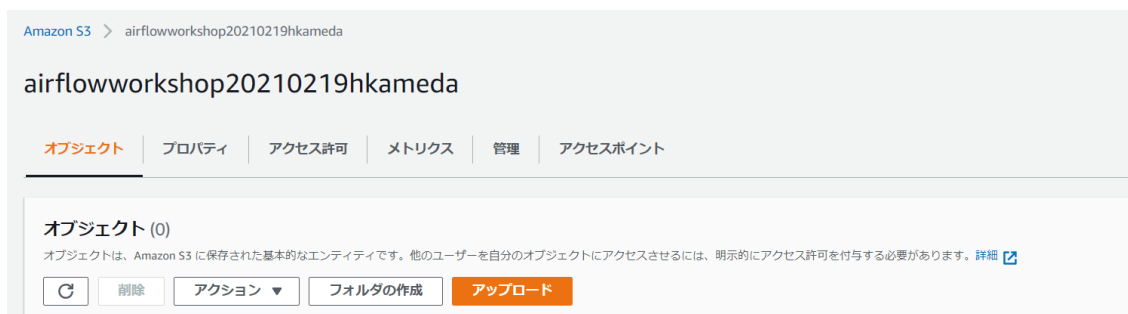 Amazon S3 > airflowworkshop20210219hkameda
airflowworkshop20210219hkameda
オブジェクト プロパティ アクセス許可 メトリクス 管理 アクセスポイント
オブジェクト (0)
オブジェクトは、Amazon S3 に保存された基本的なエンティティです。他のユーザーを自分のオブジェクトにアクセスさせるには、明示的にアクセス許可を付与する必要があります。詳細
削除 アクション ▼ フォルダの作成 アップロード